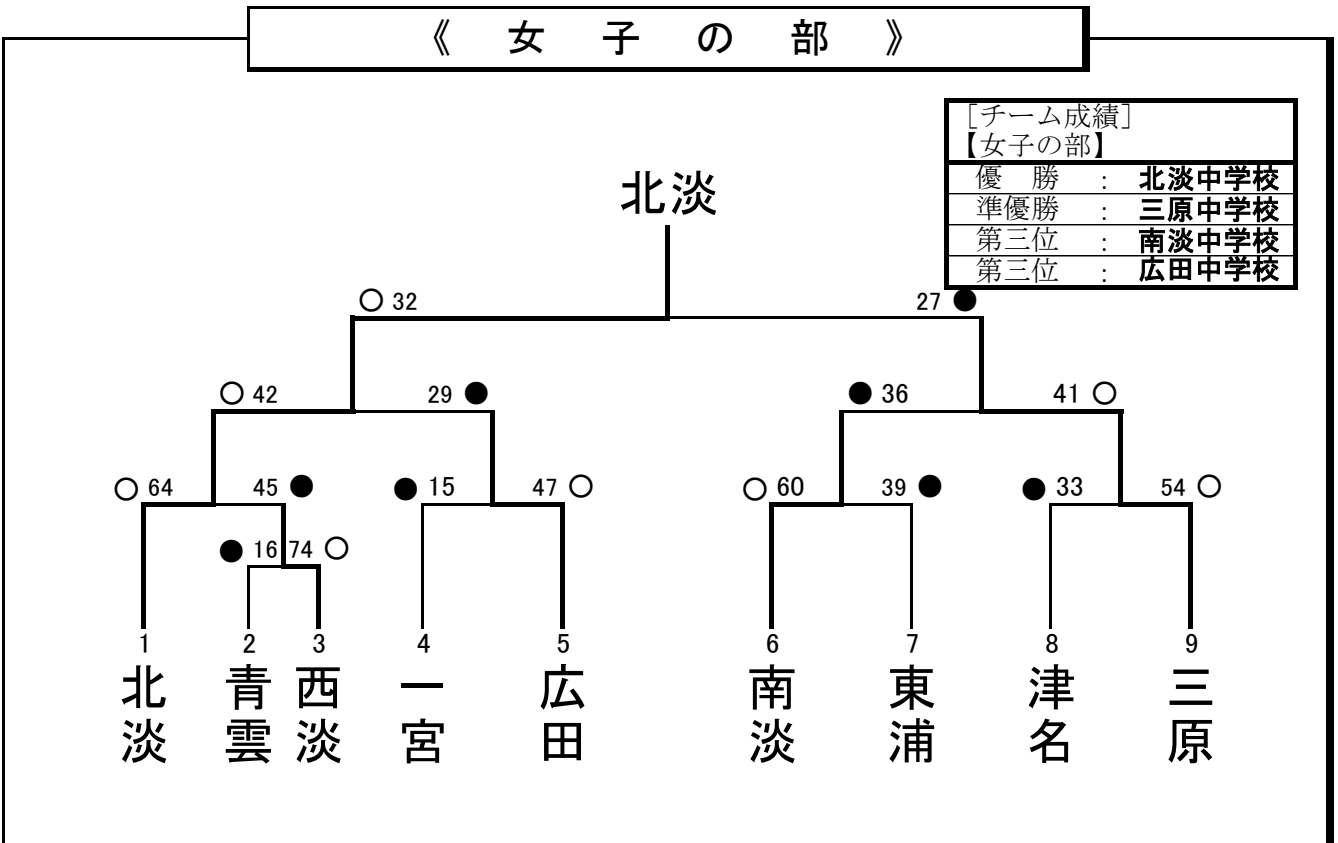 《 女 子 の 部 》
［チーム成績］
【女子の部】
優　勝　：　北淡中学校
準優勝　：　三原中学校
第三位　：　南淡中学校
第三位　：　広田中学校
北淡
○ 32 27 ●
○ 42 29 ● ● 36 41 ○
○ 64 45 ● ● 15 47 ○ ○ 60 39 ● ● 33 54 ○
● 16 74 ○
1 2 3 4 5 6 7 8 9
北淡 青雲 西淡 一宮 広田 南淡 東浦 津名 三原